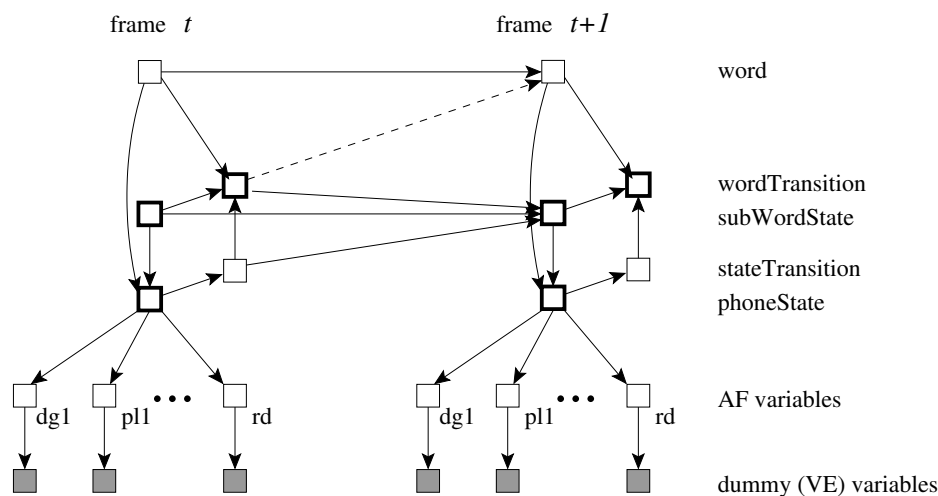 frame t frame t+1
word
wordTransition
subWordState
stateTransition
phoneState
AF variables
dg1 pl1 rd dg1 pl1 rd
dummy (VE) variables